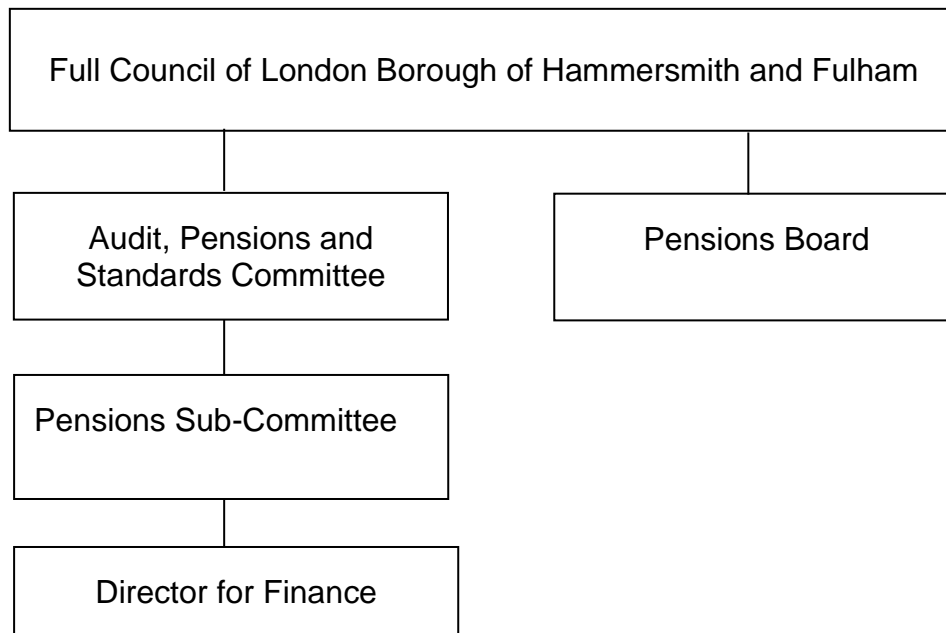 Full Council of London Borough of Hammersmith and Fulham
Audit, Pensions and
Standards Committee
Pensions Board
Pensions Sub-Committee
Director for Finance